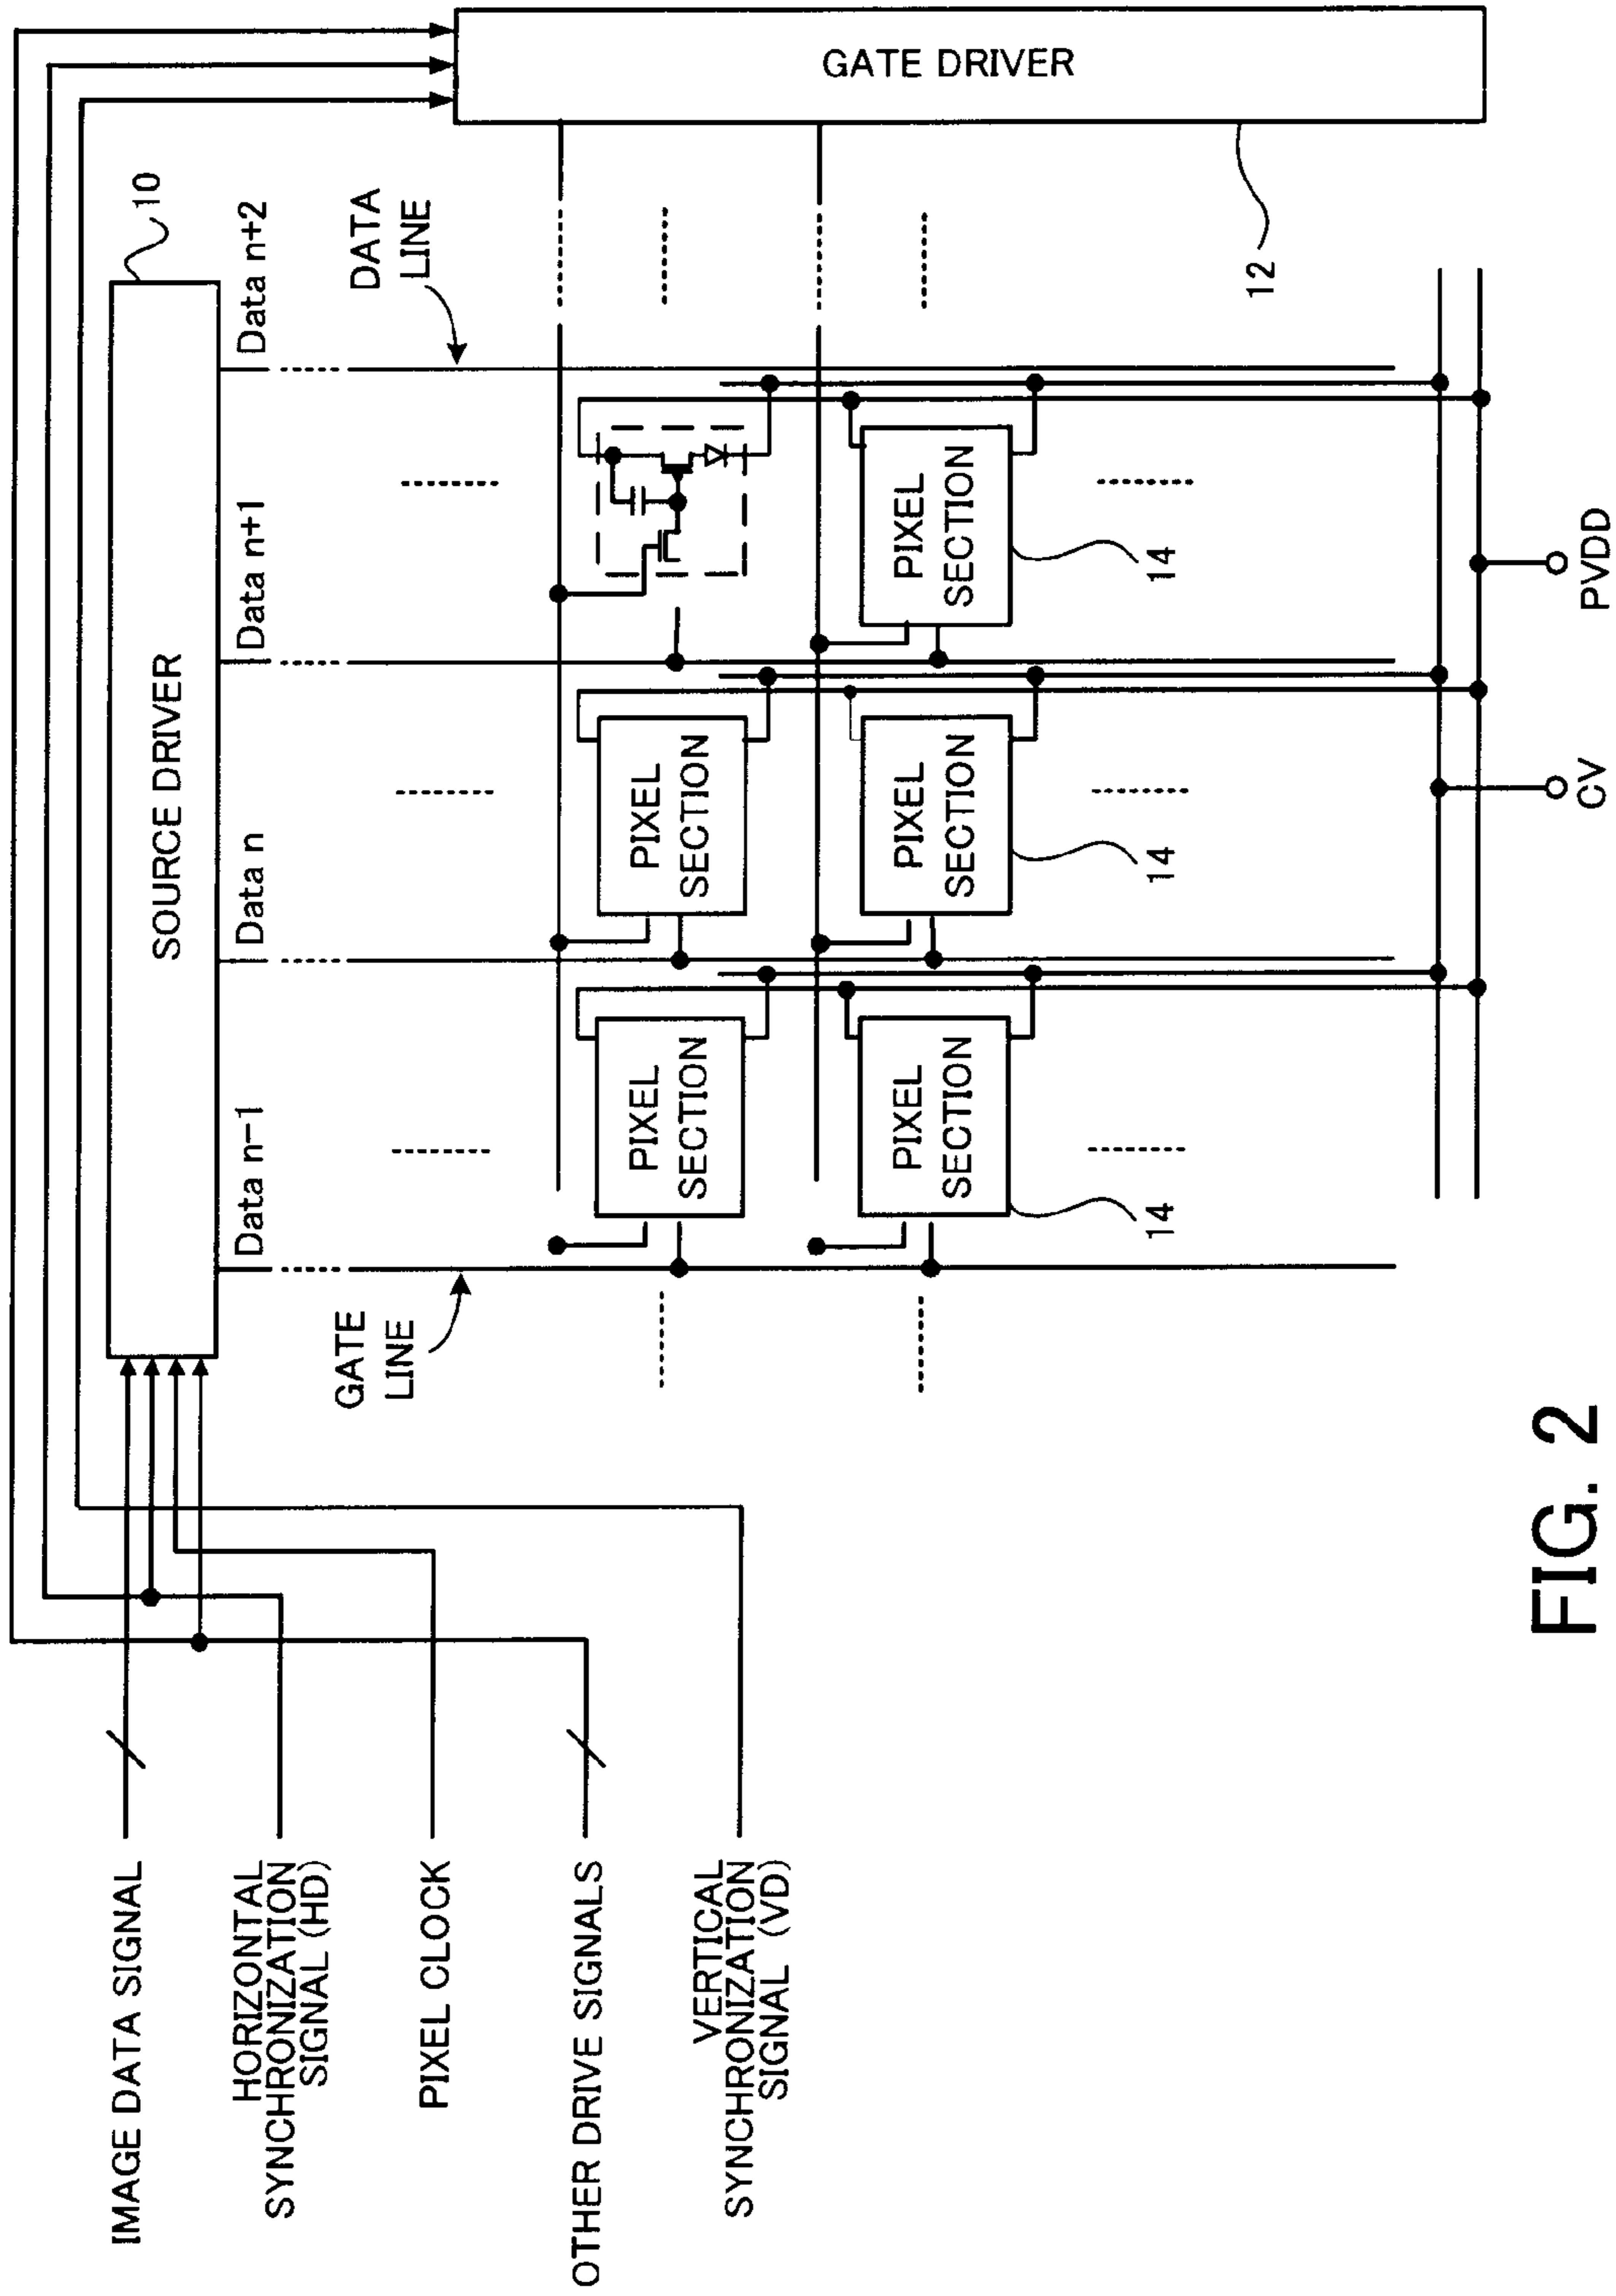 IMAGE DATA SIGNAL
HORIZONTAL
SYNCHRONIZATION
SIGNAL (HD)
PIXEL CLOCK
OTHER DRIVE SIGNALS
VERTICAL
SYNCHRONIZATION
SIGNAL (VD)
SOURCE DRIVER
10
Data n-1
Data n
Data n+1
Data n+2
GATE
LINE
DATA
LINE
GATE DRIVER
12
PIXEL
SECTION
PIXEL
SECTION
PIXEL
SECTION
14
PIXEL
SECTION
14
PIXEL
SECTION
14
CV
PVDD
FIG. 2